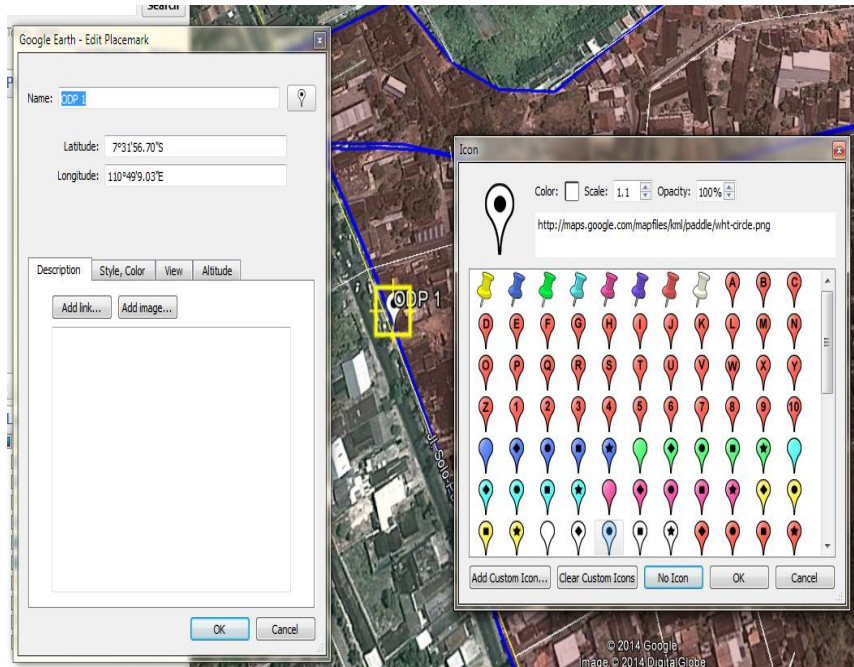 Search
Google Earth - Edit Placemark
Name: ODP 1
Latitude: 7°31'56.70"S
Longitude: 110°49'9.03"E
Description Style, Color View Altitude
Add link... Add image...
OK Cancel
ODP 1
Jl. Solo-
Icon
Color: Scale: 1.1 Opacity: 100%
http://maps.google.com/mapfiles/kml/paddle/wht-circle.png
A B C
D E F G H I J K L M N
O P Q R S T U V W X Y
Z 1 2 3 4 5 6 7 8 9 10
Add Custom Icon... Clear Custom Icons No Icon OK Cancel
© 2014 Google
Image © 2014 DigitalGlobe